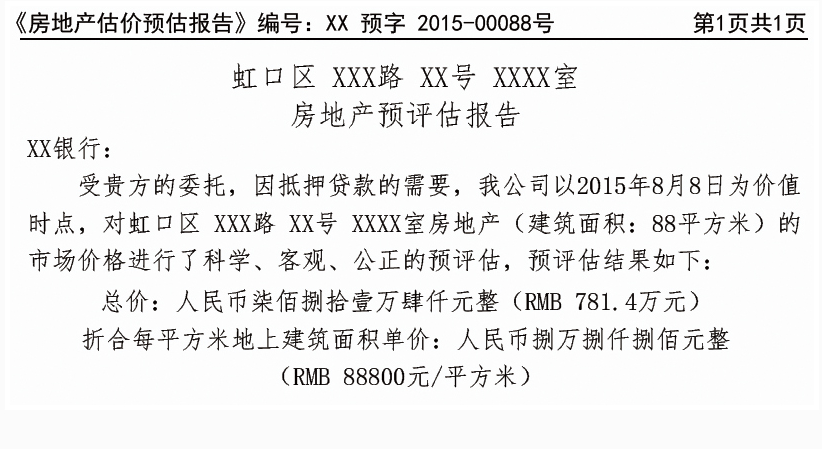 《房地产估价预估报告》编号：XX 预字 2015-00088号 第1页共1页
虹口区 XXX路 XX号 XXXX室
房地产预评估报告
XX银行：
受贵方的委托，因抵押贷款的需要，我公司以2015年8月8日为价值
时点，对虹口区 XXX路 XX号 XXXX室房地产（建筑面积：88平方米）的
市场价格进行了科学、客观、公正的预评估，预评估结果如下：
总价：人民币柒佰捌拾壹万肆仟元整（RMB 781.4万元）
折合每平方米地上建筑面积单价：人民币捌万捌仟捌佰元整
（RMB 88800元/平方米）